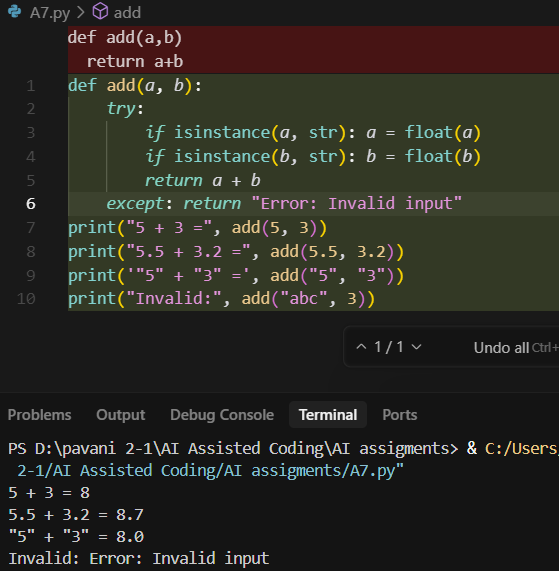 A7.py > add
def add(a,b)
  return a+b
1 def add(a, b):
2     try:
3         if isinstance(a, str): a = float(a)
4         if isinstance(b, str): b = float(b)
5         return a + b
6     except: return "Error: Invalid input"
7 print("5 + 3 =", add(5, 3))
8 print("5.5 + 3.2 =", add(5.5, 3.2))
9 print('"5" + "3" =', add("5", "3"))
10 print("Invalid:", add("abc", 3))
1 / 1 Undo all Ctrl+
Problems Output Debug Console Terminal Ports
PS D:\pavani 2-1\AI Assisted Coding\AI assigments> & C:/Users/
 2-1/AI Assisted Coding/AI assigments/A7.py"
5 + 3 = 8
5.5 + 3.2 = 8.7
"5" + "3" = 8.0
Invalid: Error: Invalid input